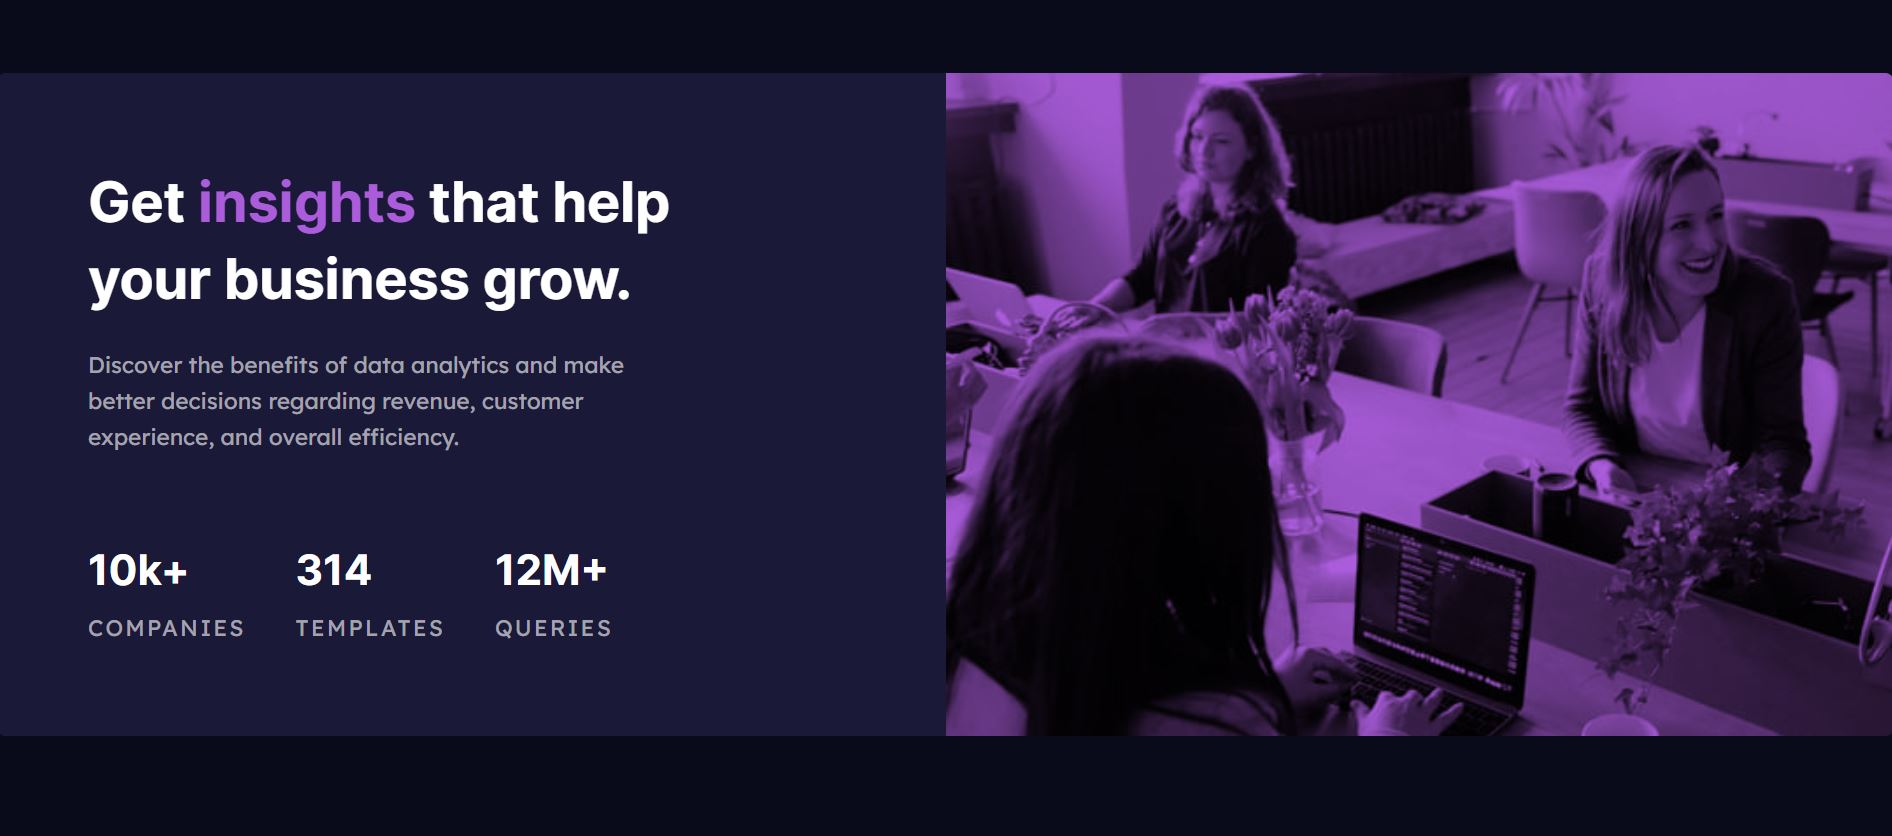 Get insights that help
your business grow.
Discover the benefits of data analytics and make
better decisions regarding revenue, customer
experience, and overall efficiency.
10k+ 314 12M+
COMPANIES TEMPLATES QUERIES